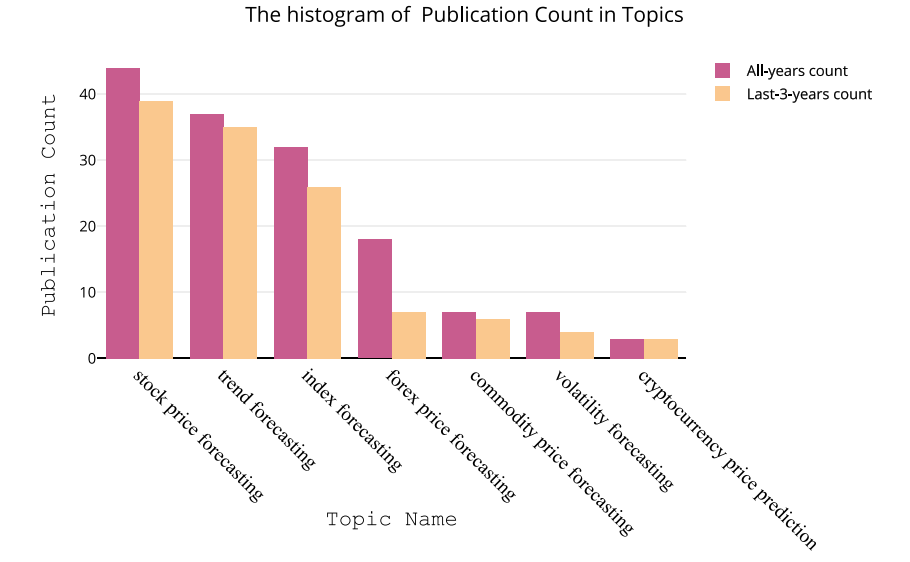 The histogram of  Publication Count in Topics
All-years count
Last-3-years count
Publication Count
40
30
20
10
0
stock price forecasting
trend forecasting
index forecasting
forex price forecasting
commodity price forecasting
volatility forecasting
cryptocurrency price prediction
Topic Name